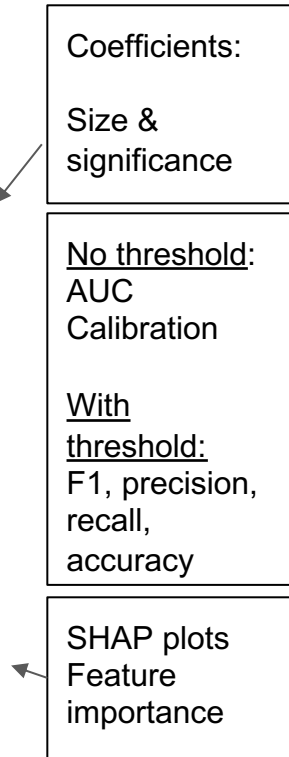 Coefficients:
Size &
significance
No threshold:
AUC
Calibration
With
threshold:
F1, precision,
recall,
accuracy
SHAP plots
Feature
importance